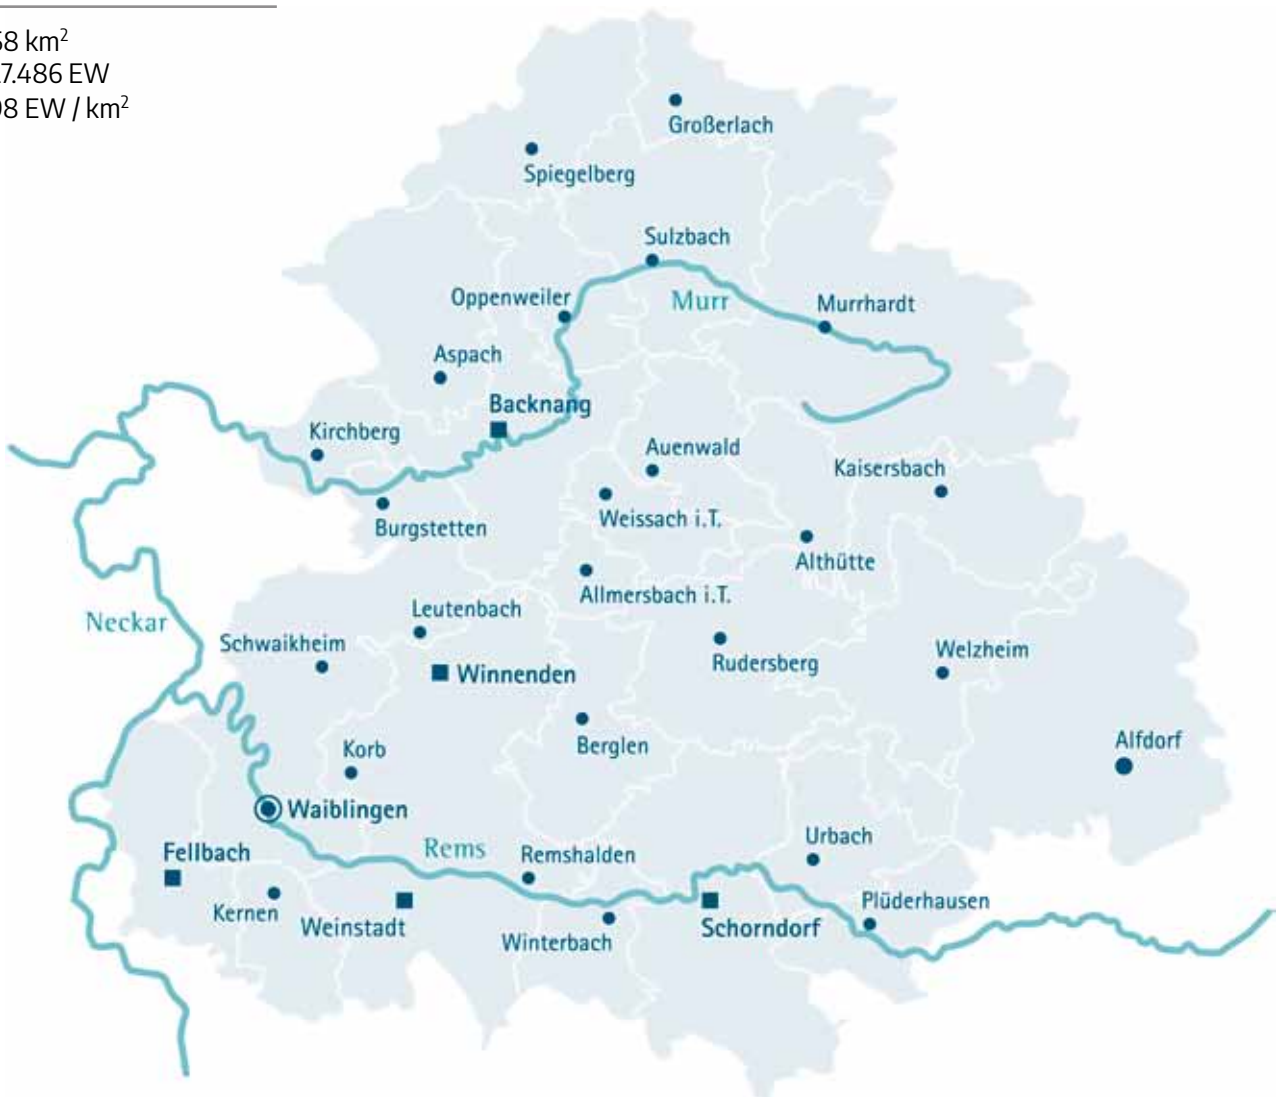 58 km²
17.486 EW
98 EW / km²
Großerlach
Spiegelberg
Sulzbach
Oppenweiler
Murr
Murrhardt
Aspach
Backnang
Kirchberg
Auenwald
Kaisersbach
Weissach i.T.
Burgstetten
Althütte
Allmersbach i.T.
Leutenbach
Neckar
Schwaikheim
Rudersberg
Welzheim
Winnenden
Berglen
Alfdorf
Korb
Waiblingen
Urbach
Rems
Remshalden
Fellbach
Plüderhausen
Kernen
Weinstadt
Schorndorf
Winterbach